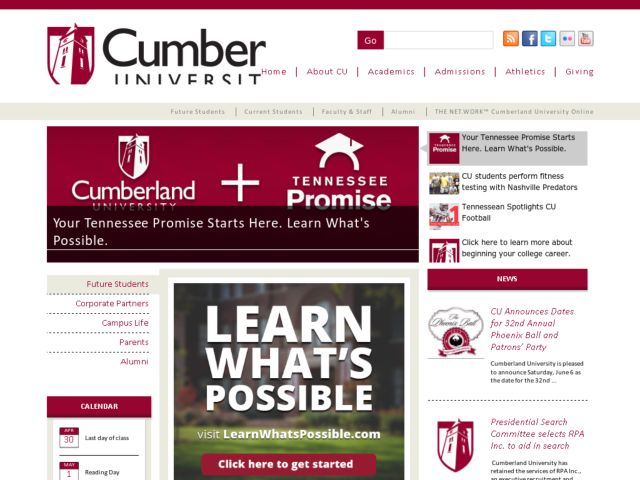 Cumber
UNIVERSIT
Go
Home
About CU
Academics
Admissions
Athletics
Giving
Future Students
Current Students
Faculty & Staff
Alumni
THE NET.WORK™ Cumberland University Online
Cumberland
UNIVERSITY
+
TENNESSEE
Promise
Your Tennessee Promise Starts Here. Learn What's
Possible.
Your Tennessee Promise Starts
Here. Learn What's Possible.
CU students perform fitness
testing with Nashville Predators
Tennessean Spotlights CU
Football
Click here to learn more about
beginning your college career.
Future Students
Corporate Partners
Campus Life
Parents
Alumni
CALENDAR
APR
30
Last day of class
MAY
1
Reading Day
LEARN
WHAT'S
POSSIBLE
visit LearnWhatsPossible.com
Click here to get started
NEWS
The Phoenix Ball
CU Announces Dates
for 32nd Annual
Phoenix Ball and
Patrons' Party
Cumberland University is pleased
to announce Saturday, June 6 as
the date for the 32nd ...
Presidential Search
Committee selects RPA
Inc. to aid in search
Cumberland University has
retained the services of RPA Inc.,
an executive recruiting and